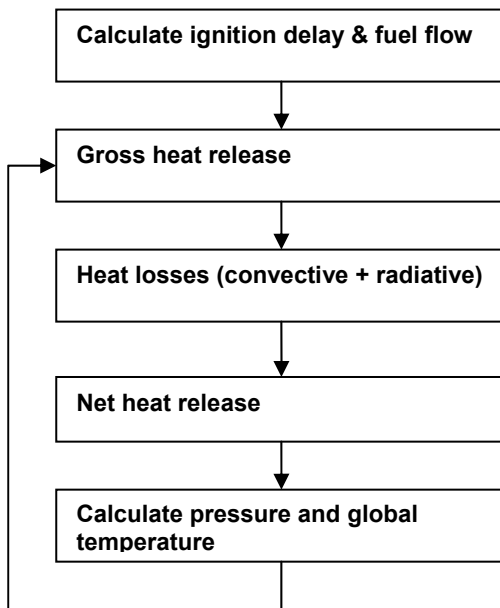 Calculate ignition delay & fuel flow
Gross heat release
Heat losses (convective + radiative)
Net heat release
Calculate pressure and global
temperature